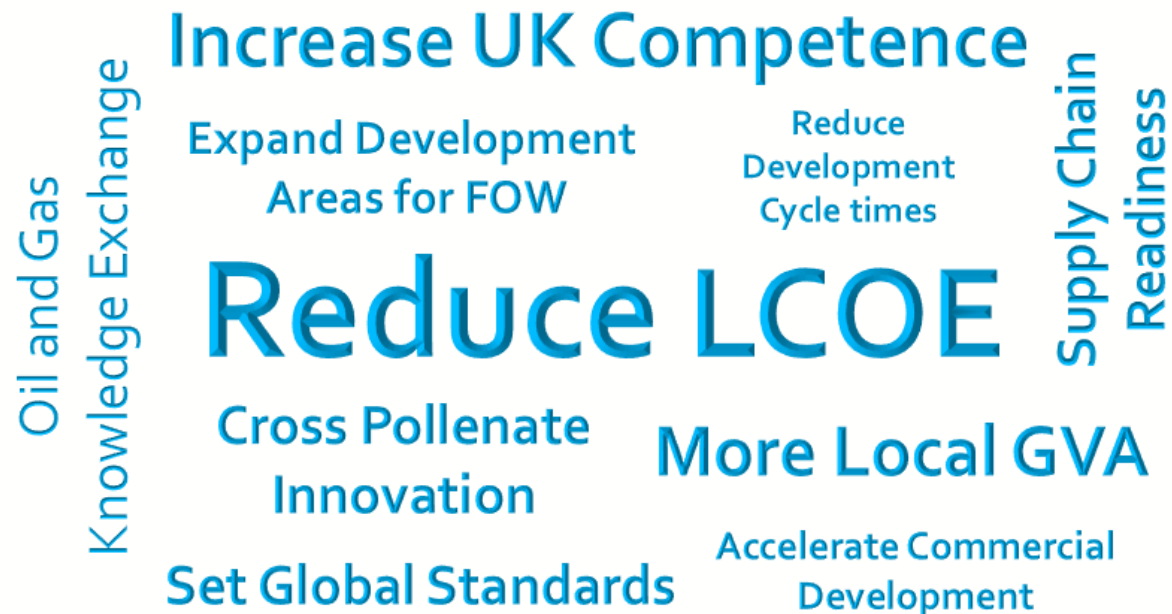 Increase UK Competence
Oil and Gas
Knowledge Exchange
Expand Development
Areas for FOW
Reduce
Development
Cycle times
Supply Chain
Readiness
Reduce LCOE
Cross Pollenate
Innovation
More Local GVA
Set Global Standards
Accelerate Commercial
Development